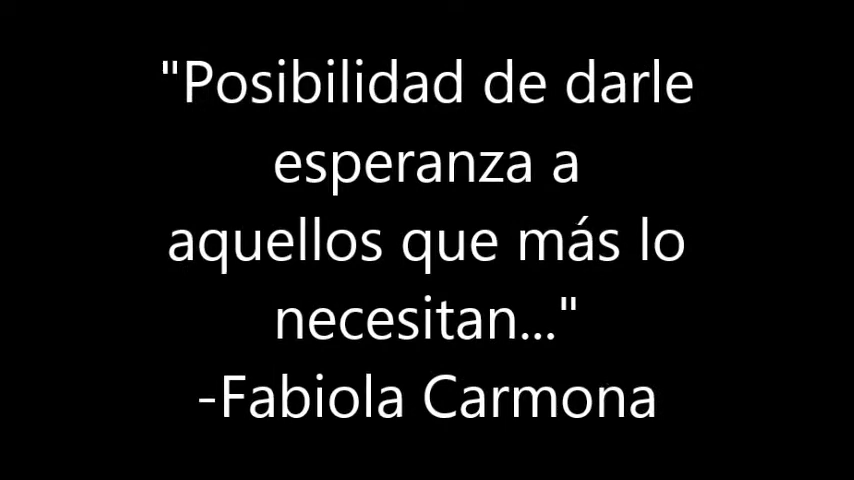 "Posibilidad de darle
esperanza a
aquellos que más lo
necesitan..."
-Fabiola Carmona